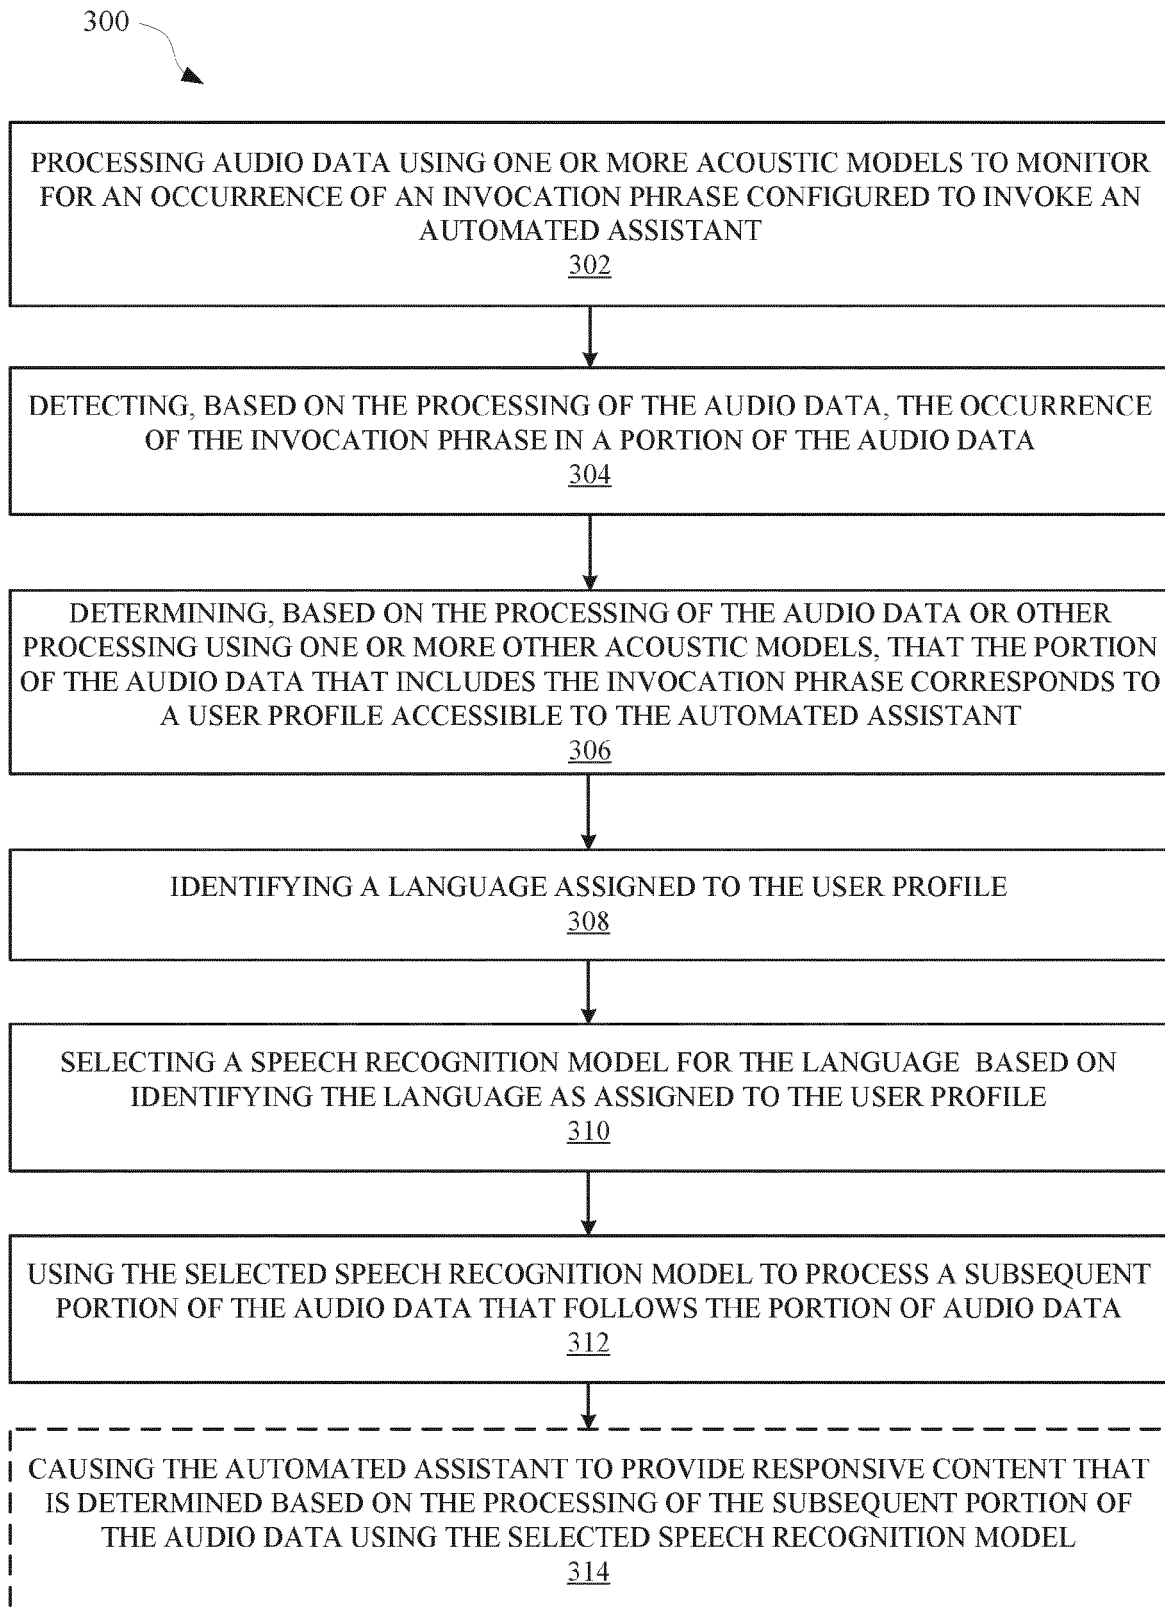 300
PROCESSING AUDIO DATA USING ONE OR MORE ACOUSTIC MODELS TO MONITOR
FOR AN OCCURRENCE OF AN INVOCATION PHRASE CONFIGURED TO INVOKE AN
AUTOMATED ASSISTANT
302
DETECTING, BASED ON THE PROCESSING OF THE AUDIO DATA, THE OCCURRENCE
OF THE INVOCATION PHRASE IN A PORTION OF THE AUDIO DATA
304
DETERMINING, BASED ON THE PROCESSING OF THE AUDIO DATA OR OTHER
PROCESSING USING ONE OR MORE OTHER ACOUSTIC MODELS, THAT THE PORTION
OF THE AUDIO DATA THAT INCLUDES THE INVOCATION PHRASE CORRESPONDS TO
A USER PROFILE ACCESSIBLE TO THE AUTOMATED ASSISTANT
306
IDENTIFYING A LANGUAGE ASSIGNED TO THE USER PROFILE
308
SELECTING A SPEECH RECOGNITION MODEL FOR THE LANGUAGE BASED ON
IDENTIFYING THE LANGUAGE AS ASSIGNED TO THE USER PROFILE
310
USING THE SELECTED SPEECH RECOGNITION MODEL TO PROCESS A SUBSEQUENT
PORTION OF THE AUDIO DATA THAT FOLLOWS THE PORTION OF AUDIO DATA
312
CAUSING THE AUTOMATED ASSISTANT TO PROVIDE RESPONSIVE CONTENT THAT
IS DETERMINED BASED ON THE PROCESSING OF THE SUBSEQUENT PORTION OF
THE AUDIO DATA USING THE SELECTED SPEECH RECOGNITION MODEL
314